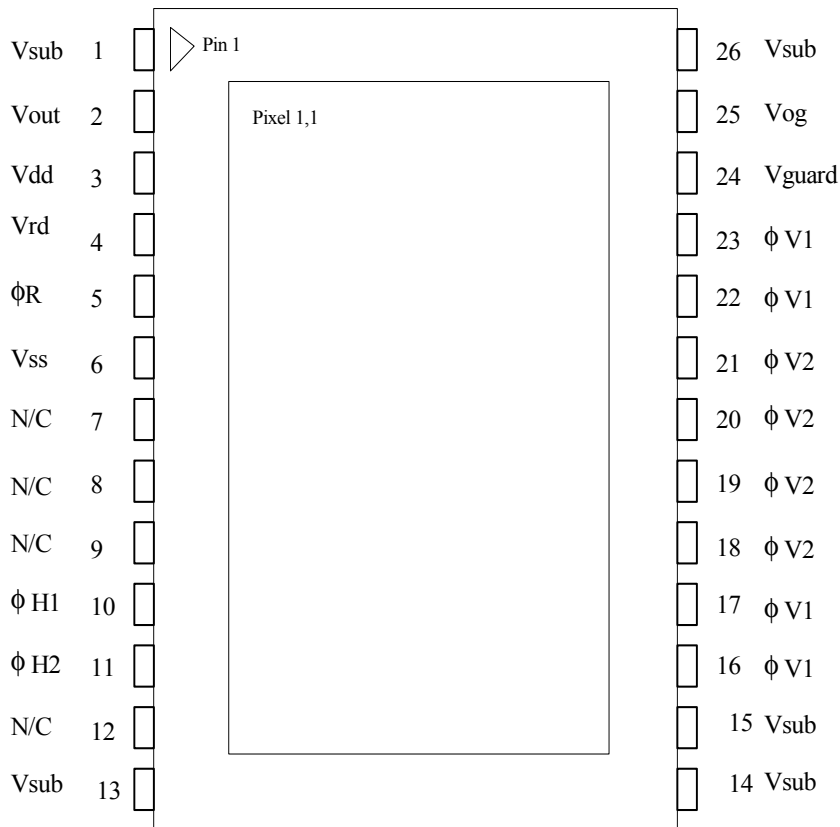 Vsub 1 Pin 1 26 Vsub
Vout 2 Pixel 1,1 25 Vog
Vdd 3 24 Vguard
Vrd 4 23 ϕ V1
ϕR 5 22 ϕ V1
Vss 6 21 ϕ V2
N/C 7 20 ϕ V2
N/C 8 19 ϕ V2
N/C 9 18 ϕ V2
ϕ H1 10 17 ϕ V1
ϕ H2 11 16 ϕ V1
N/C 12 15 Vsub
Vsub 13 14 Vsub